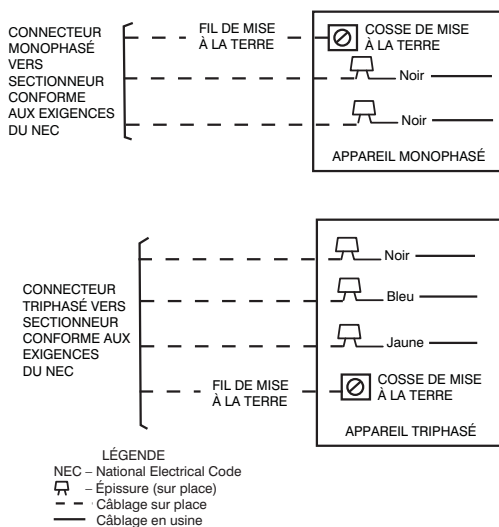 CONNECTEUR
MONOPHASÉ
VERS
SECTIONNEUR
CONFORME
AUX EXIGENCES
DU NEC
FIL DE MISE
À LA TERRE
COSSE DE MISE
À LA TERRE
Noir
Noir
APPAREIL MONOPHASÉ
CONNECTEUR
TRIPHASÉ VERS
SECTIONNEUR
CONFORME AUX
EXIGENCES
DU NEC
Noir
Bleu
Jaune
FIL DE MISE
À LA TERRE
COSSE DE MISE
À LA TERRE
APPAREIL TRIPHASÉ
LÉGENDE
NEC – National Electrical Code
– Épissure (sur place)
Câblage sur place
Câblage en usine